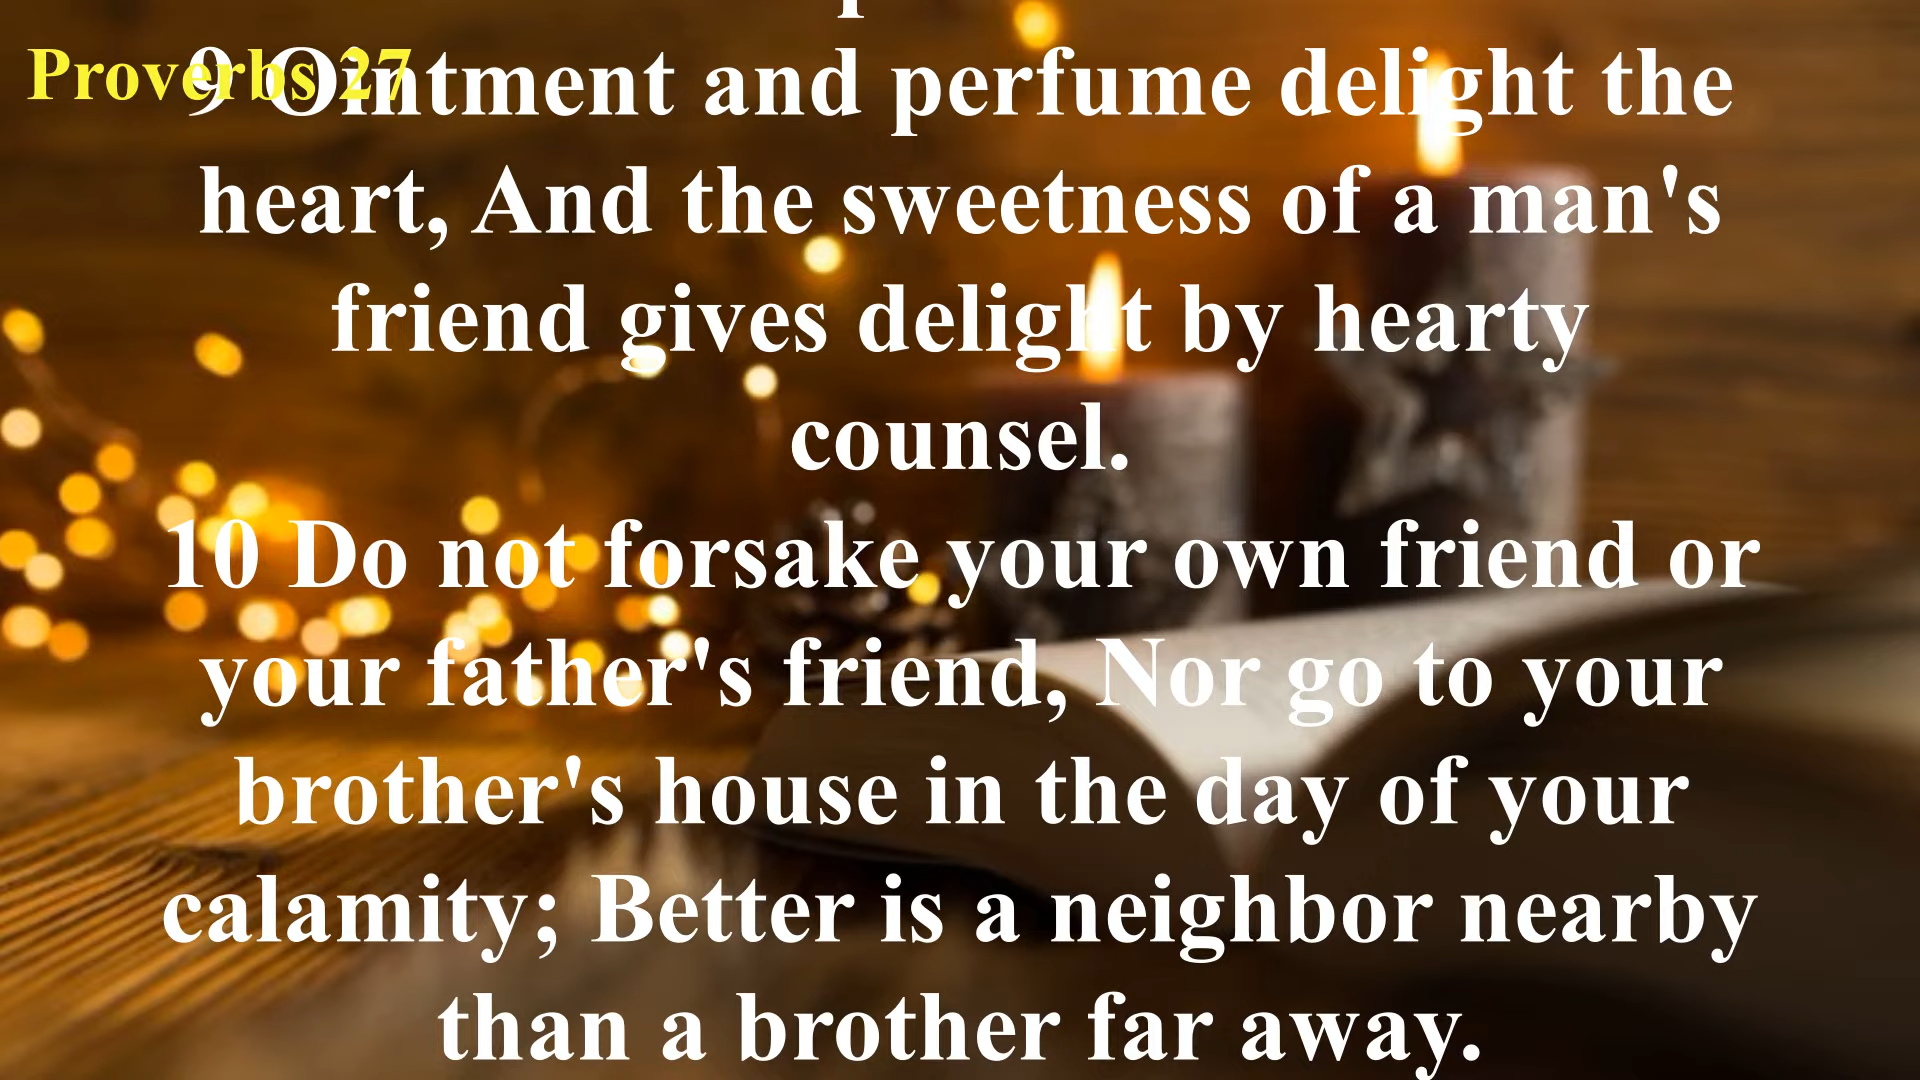 Proverbs 27
9 Ointment and perfume delight the
heart, And the sweetness of a man's
friend gives delight by hearty
counsel.
10 Do not forsake your own friend or
your father's friend, Nor go to your
brother's house in the day of your
calamity; Better is a neighbor nearby
than a brother far away.